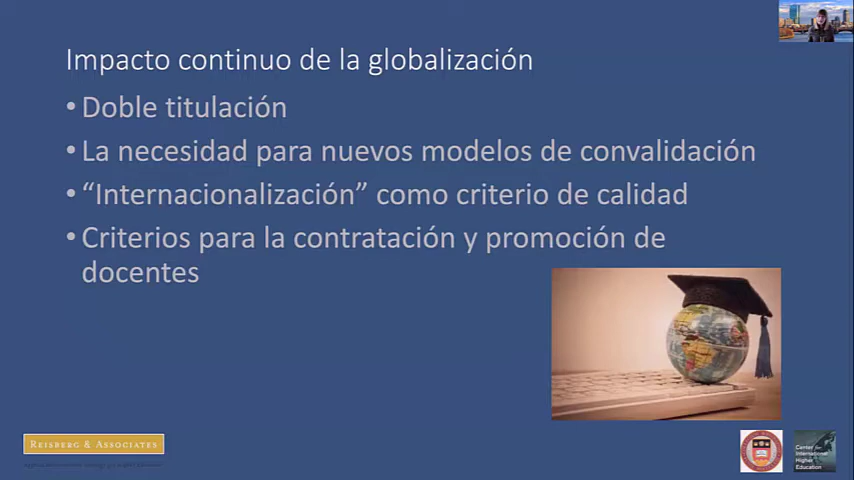 Impacto continuo de la globalización
• Doble titulación
• La necesidad para nuevos modelos de convalidación
• “Internacionalización” como criterio de calidad
• Criterios para la contratación y promoción de
docentes
REISBERG & ASSOCIATES
Center for
International
Higher
Education